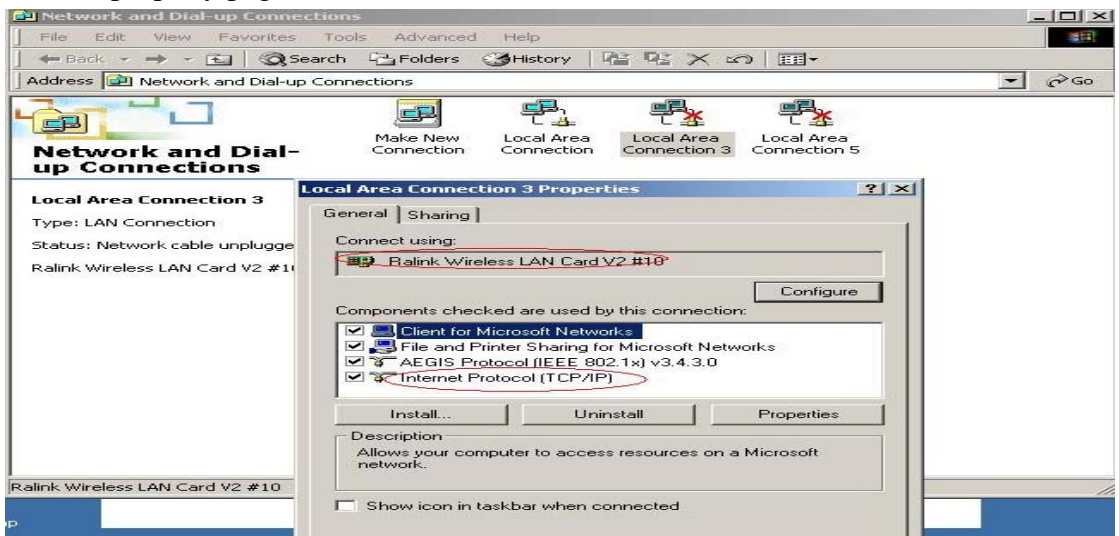 Network and Dial-up Connections
File Edit View Favorites Tools Advanced Help
Back Search Folders History
Address Network and Dial-up Connections Go
Make New Connection
Local Area Connection
Local Area Connection 3
Local Area Connection 5
Network and Dial-
up Connections
Local Area Connection 3
Type: LAN Connection
Status: Network cable unplugge
Ralink Wireless LAN Card V2 #1
Local Area Connection 3 Properties
General Sharing
Connect using:
Ralink Wireless LAN Card V2 #10
Configure
Components checked are used by this connection:
Client for Microsoft Networks
File and Printer Sharing for Microsoft Networks
AEGIS Protocol (IEEE 802.1x) v3.4.3.0
Internet Protocol (TCP/IP)
Install... Uninstall Properties
Description
Allows your computer to access resources on a Microsoft
network.
Show icon in taskbar when connected
Ralink Wireless LAN Card V2 #10